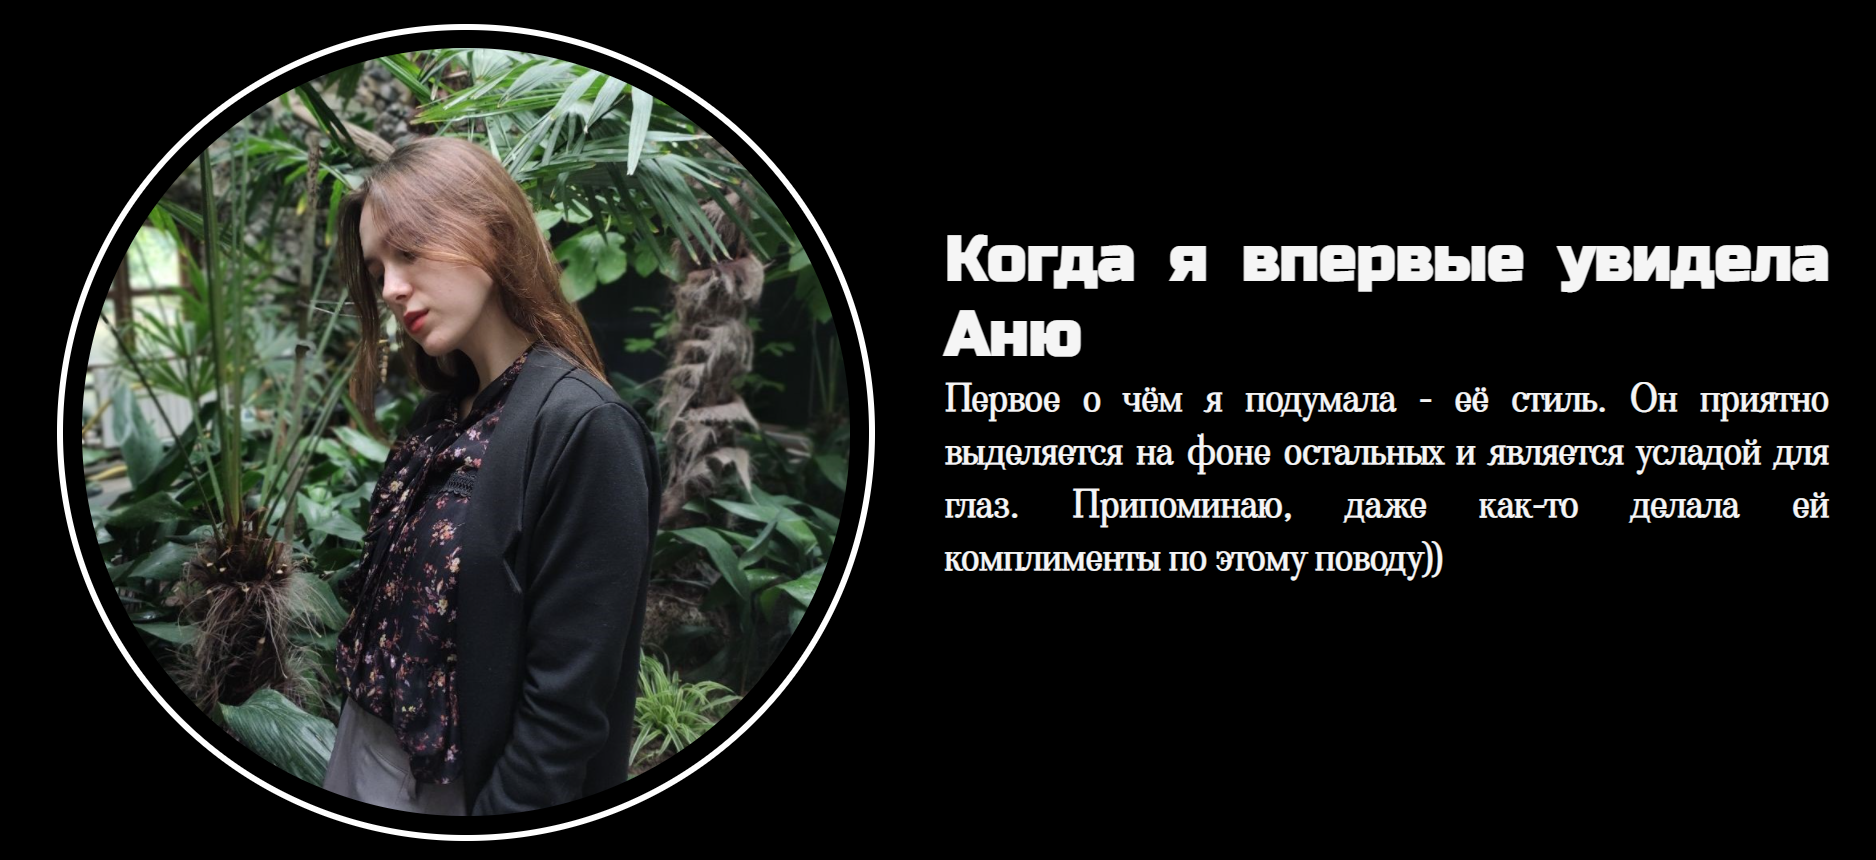 Когда я впервые увидела
Аню
Первое о чём я подумала - её стиль. Он приятно
выделяется на фоне остальных и является усладой для
глаз. Припоминаю, даже как-то делала ей
комплименты по этому поводу))